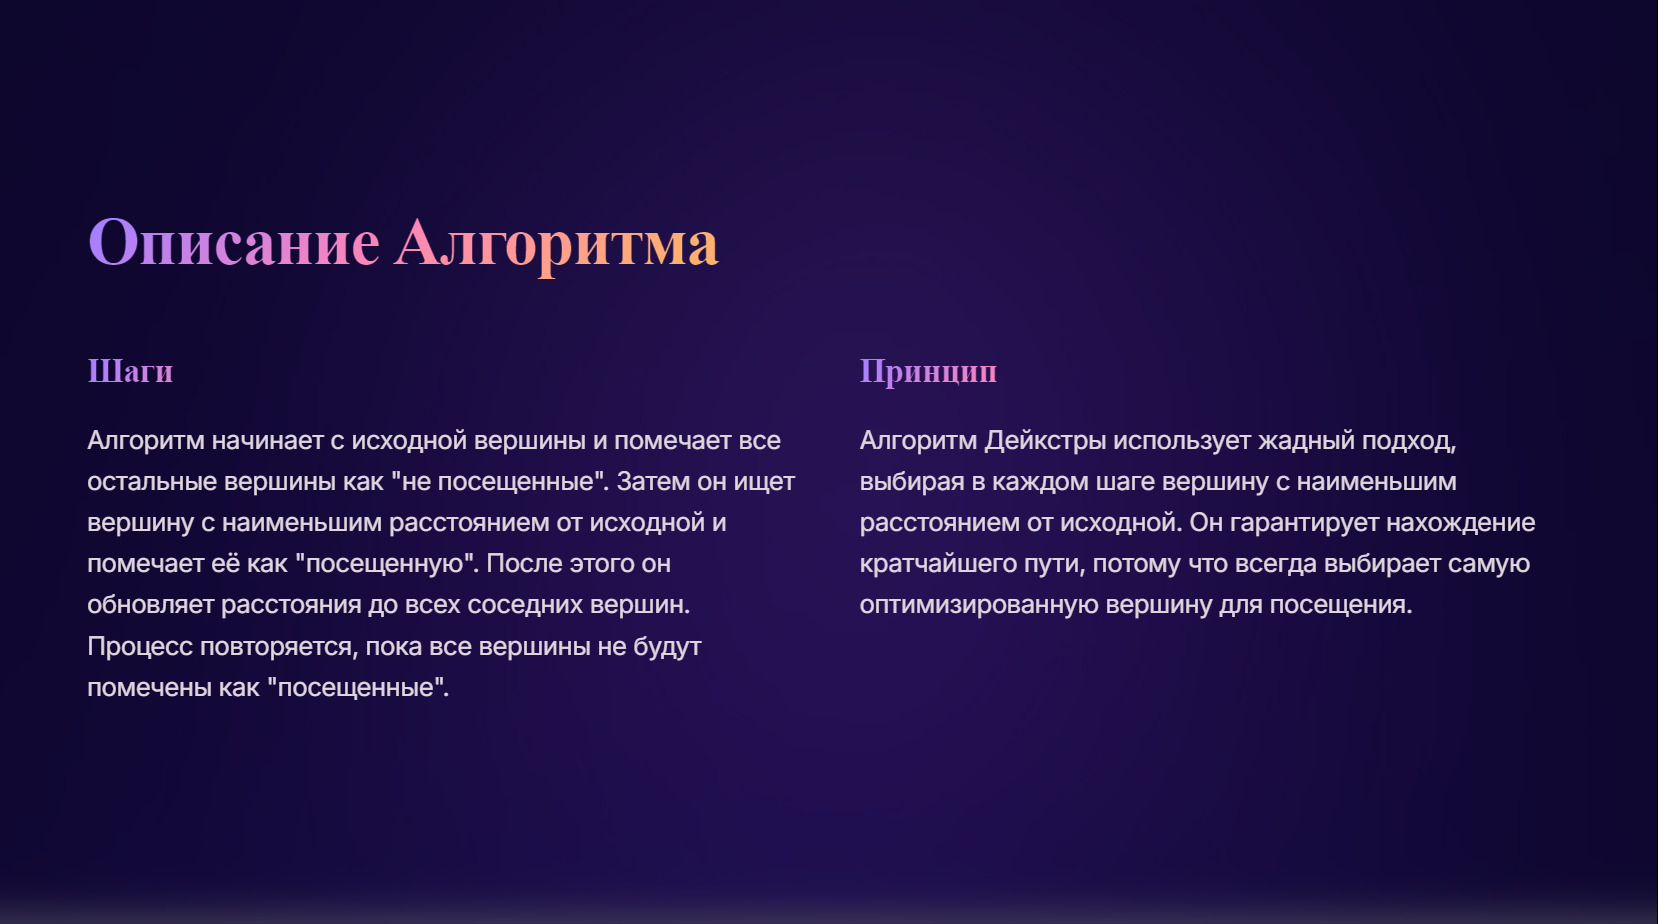 Описание Алгоритма
Шаги
Алгоритм начинает с исходной вершины и помечает все
остальные вершины как "не посещенные". Затем он ищет
вершину с наименьшим расстоянием от исходной и
помечает её как "посещенную". После этого он
обновляет расстояния до всех соседних вершин.
Процесс повторяется, пока все вершины не будут
помечены как "посещенные".
Принцип
Алгоритм Дейкстры использует жадный подход,
выбирая в каждом шаге вершину с наименьшим
расстоянием от исходной. Он гарантирует нахождение
кратчайшего пути, потому что всегда выбирает самую
оптимизированную вершину для посещения.